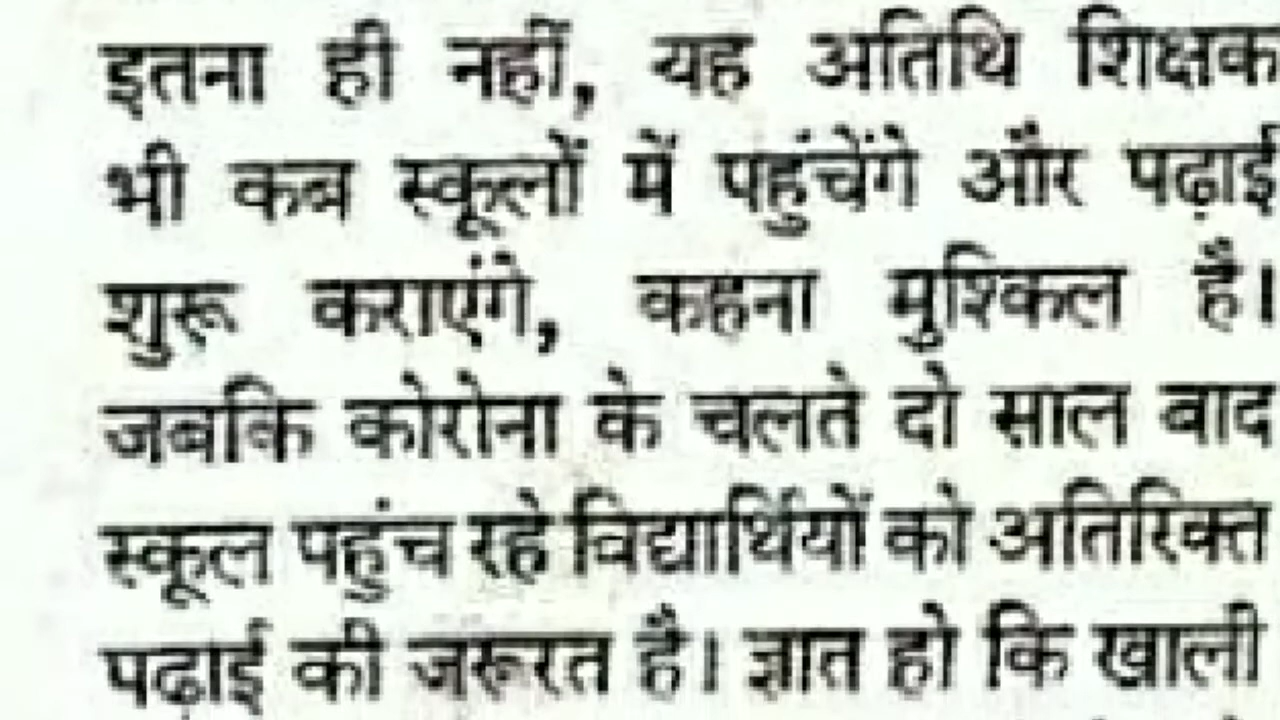 इतना ही नहीं, यह अतिथि शिक्षक
भी कब स्कूलों में पहुंचेंगे और पढ़ाई
शुरू कराएंगे, कहना मुश्किल है।
जबकि कोरोना के चलते दो साल बाद
स्कूल पहुंच रहे विद्यार्थियों को अतिरिक्त
पढ़ाई की जरूरत है। ज्ञात हो कि खाली